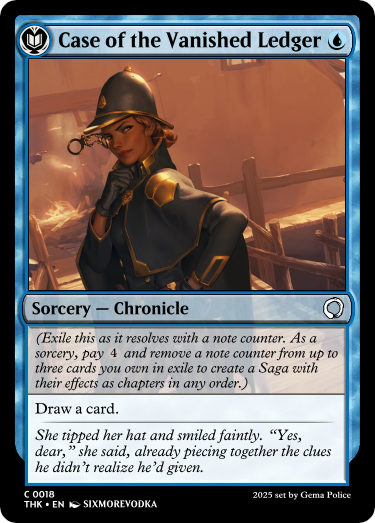 Case of the Vanished Ledger
Sorcery — Chronicle
(Exile this as it resolves with a note counter. As a
sorcery, pay 4 and remove a note counter from up to
three cards you own in exile to create a Saga with
their effects as chapters in any order.)
Draw a card.
She tipped her hat and smiled faintly. “Yes,
dear,” she said, already piecing together the clues
he didn’t realize he’d given.
C 0018
THK • EN SIXMOREVODKA
2025 set by Gema Police